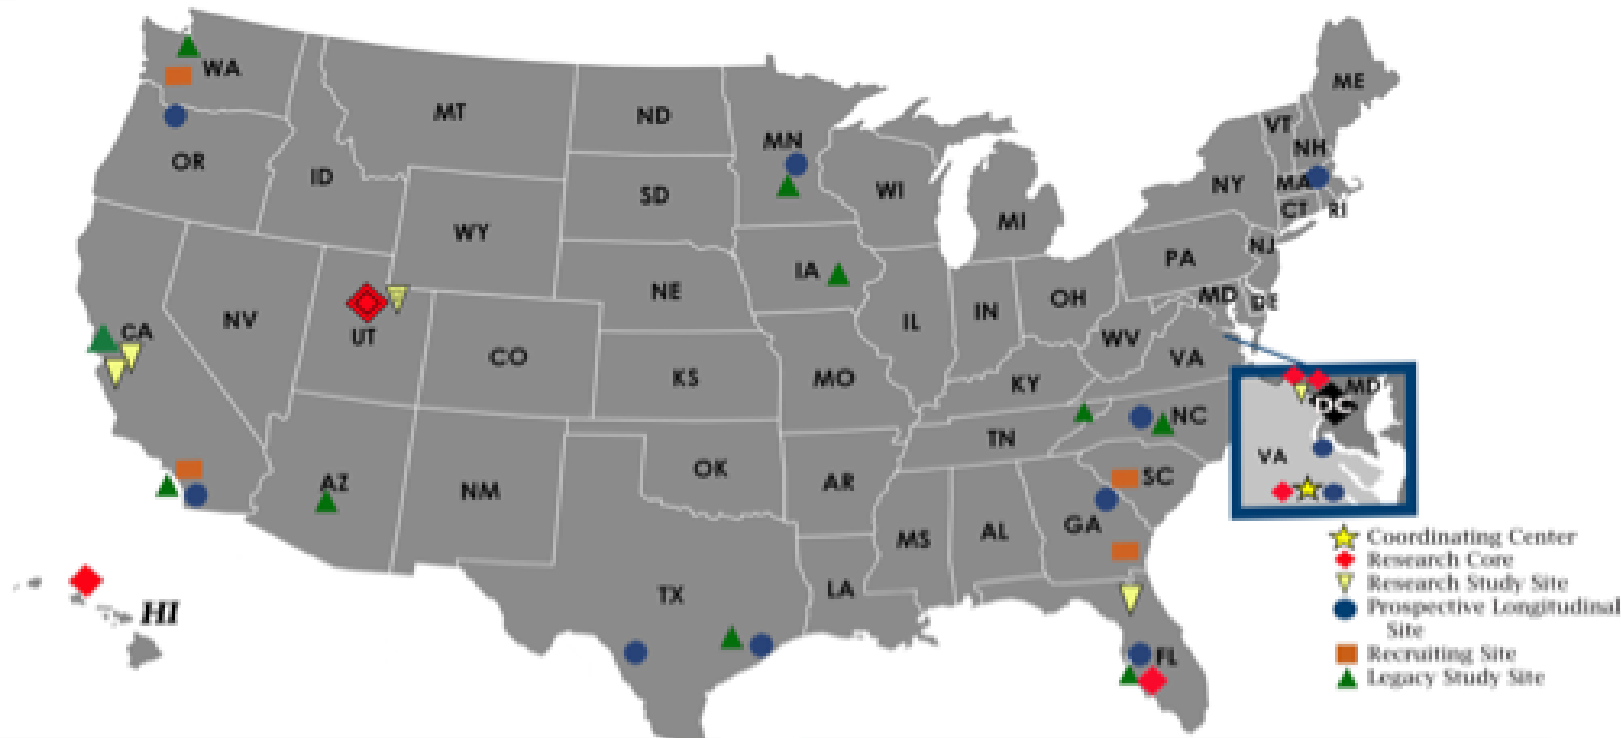 WA
MT
ND
MN
ME
VT
NH
OR
ID
SD
WI
NY
MA
CT
RI
WY
MI
NJ
PA
IA
NE
MD
DE
CA
NV
UT
CO
IL
IN
OH
WV
VA
KS
MO
KY
MD
DC
TN
NC
VA
AZ
NM
OK
AR
SC
GA
MS
AL
TX
LA
HI
FL
Coordinating Center
Research Core
Research Study Site
Prospective Longitudinal
Site
Recruiting Site
Legacy Study Site